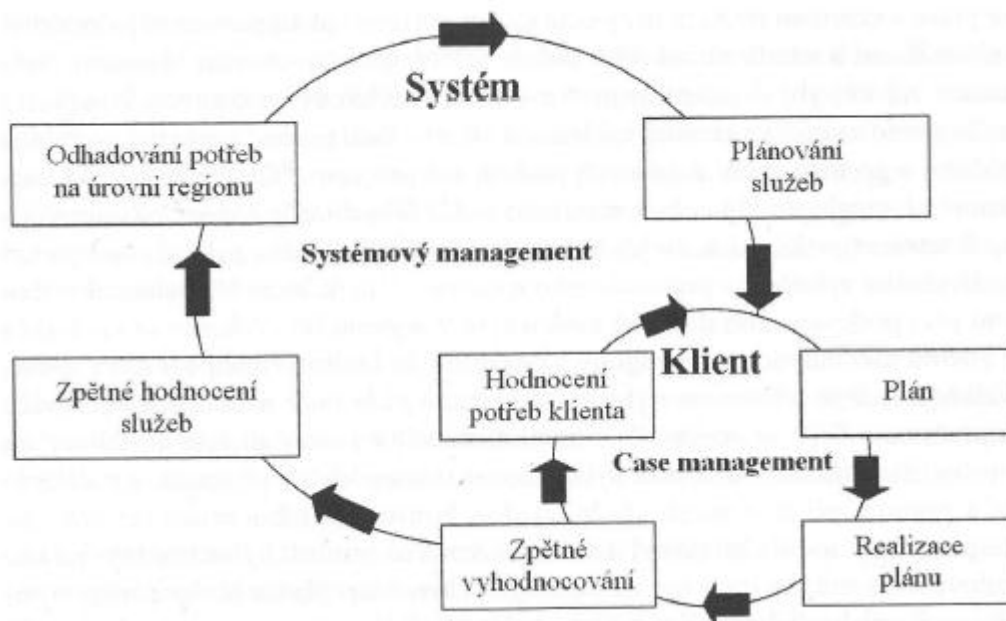 Systém
Odhadování potřeb
na úrovni regionu
Plánování
služeb
Systémový management
Klient
Zpětné hodnocení
služeb
Hodnocení
potřeb klienta
Plán
Case management
Zpětné
vyhodnocování
Realizace
plánu